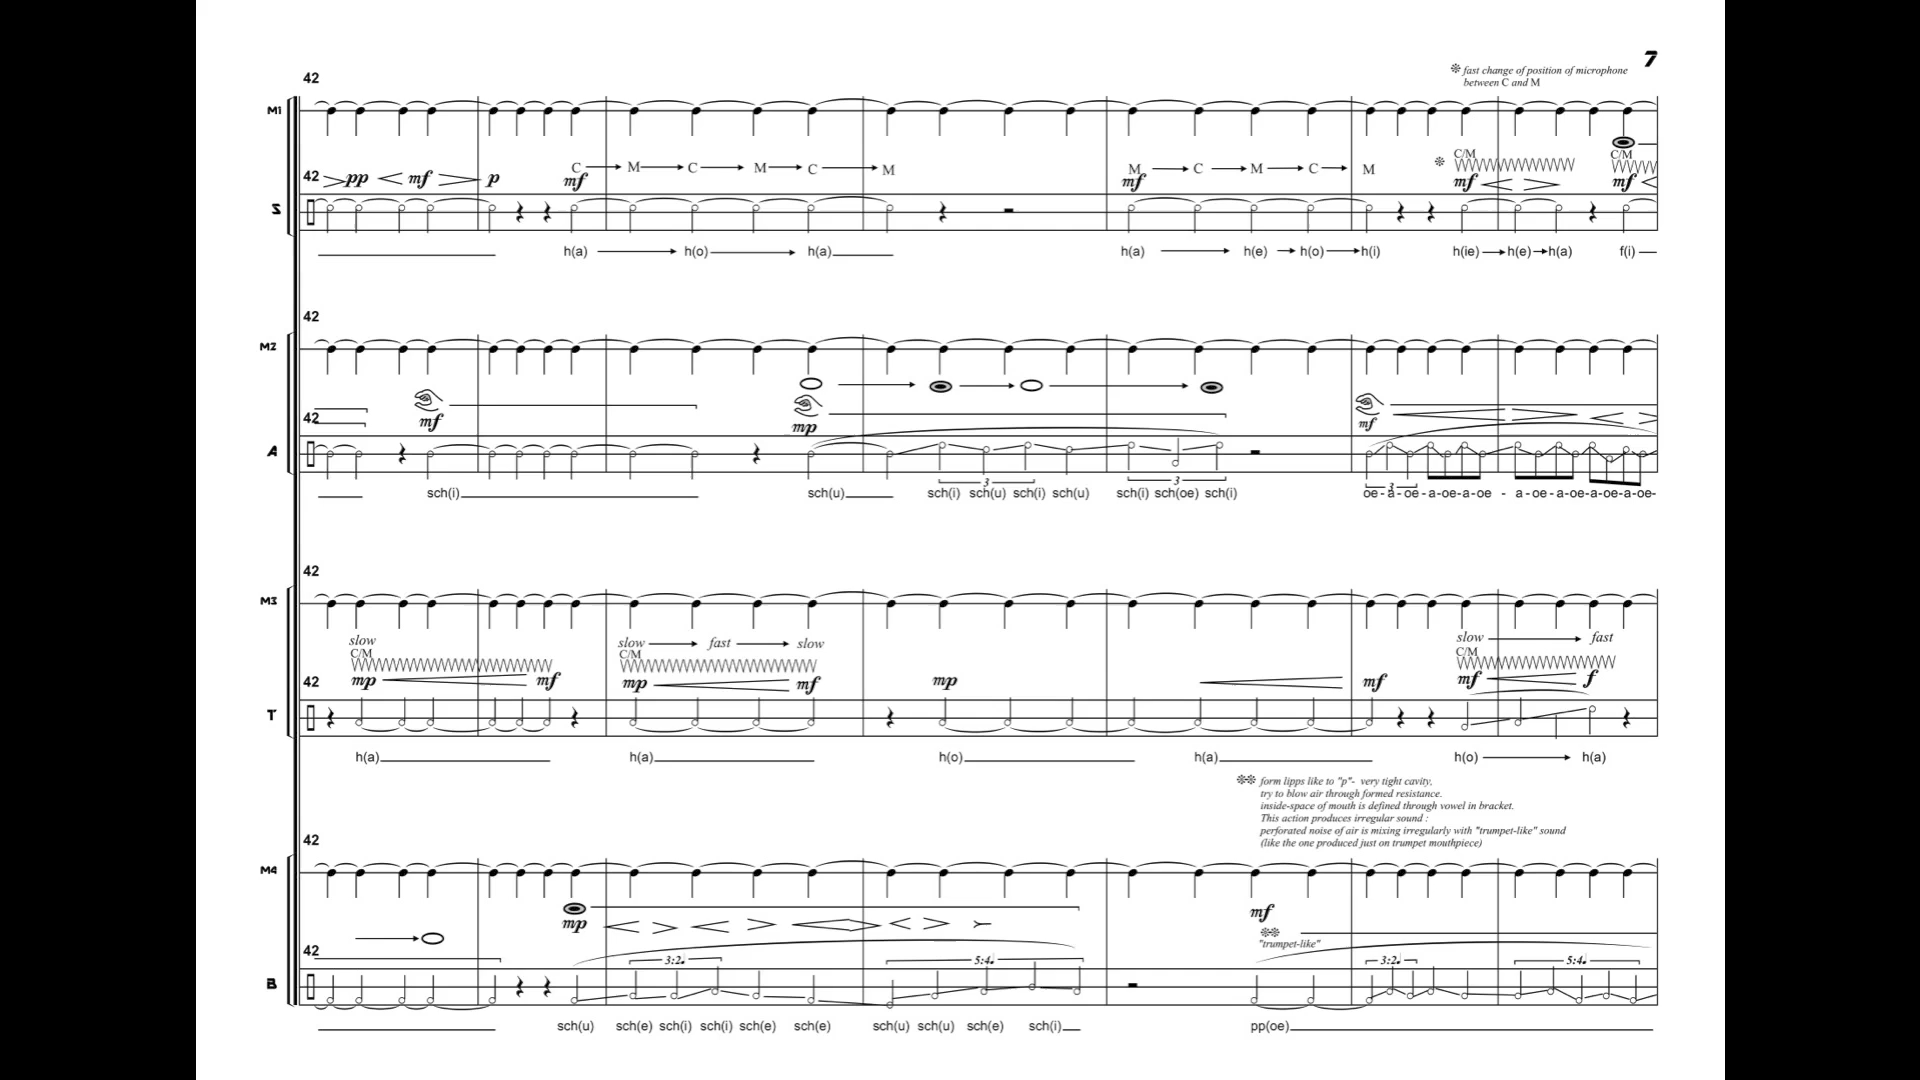 7
❊ fast change of position of microphone
between C and M
42
M1
C/M C/M
C M C M C M M C M C M ❊
42 pp mf p mf mf mf mf
S
h(a) h(o) h(a) h(a) h(e) h(o) h(i) h(ie) h(e) h(a) f(i)
42
M2
42 mf mp mf
A
3 3 3
sch(i) sch(u) sch(i) sch(u) sch(i) sch(u) sch(i) sch(oe) sch(i) oe - a - oe - a-oe-a-oe - a - oe - a-oe-a-oe-a-oe-
42
M3
slow slow fast slow slow fast
C/M C/M C/M
42 mp mf mp mf mp mf mf f
T
h(a) h(a) h(o) h(a) h(o) h(a)
❊❊ form lipps like to "p"- very tight cavity,
try to blow air through formed resistance.
inside-space of mouth is defined through vowel in bracket.
This action produces irregular sound :
perforated noise of air is mixing irregularly with "trumpet-like" sound
(like the one produced just on trumpet mouthpiece)
42
M4
mp mf
❊❊
"trumpet-like"
42
3:2 5:4 3:2 5:4
B
sch(u) sch(e) sch(i) sch(i) sch(e) sch(e) sch(u) sch(u) sch(e) sch(i) pp(oe)